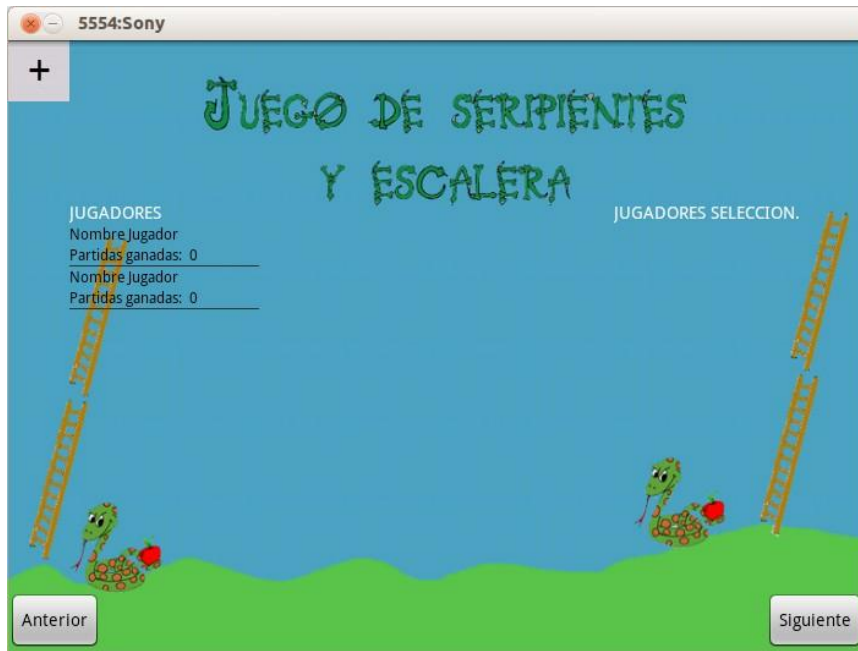 5554:Sony
+
JUEGO DE SERIPIENTES
Y ESCALERA
JUGADORES
JUGADORES SELECCION.
Nombre Jugador
Partidas ganadas: 0
Nombre Jugador
Partidas ganadas: 0
Anterior
Siguiente